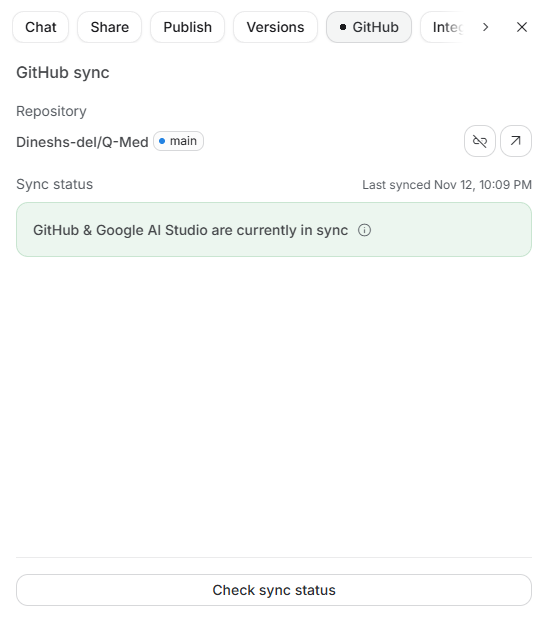 Chat Share Publish Versions GitHub Integ
GitHub sync
Repository
Dineshs-del/Q-Med main
Sync status Last synced Nov 12, 10:09 PM
GitHub & Google AI Studio are currently in sync
Check sync status